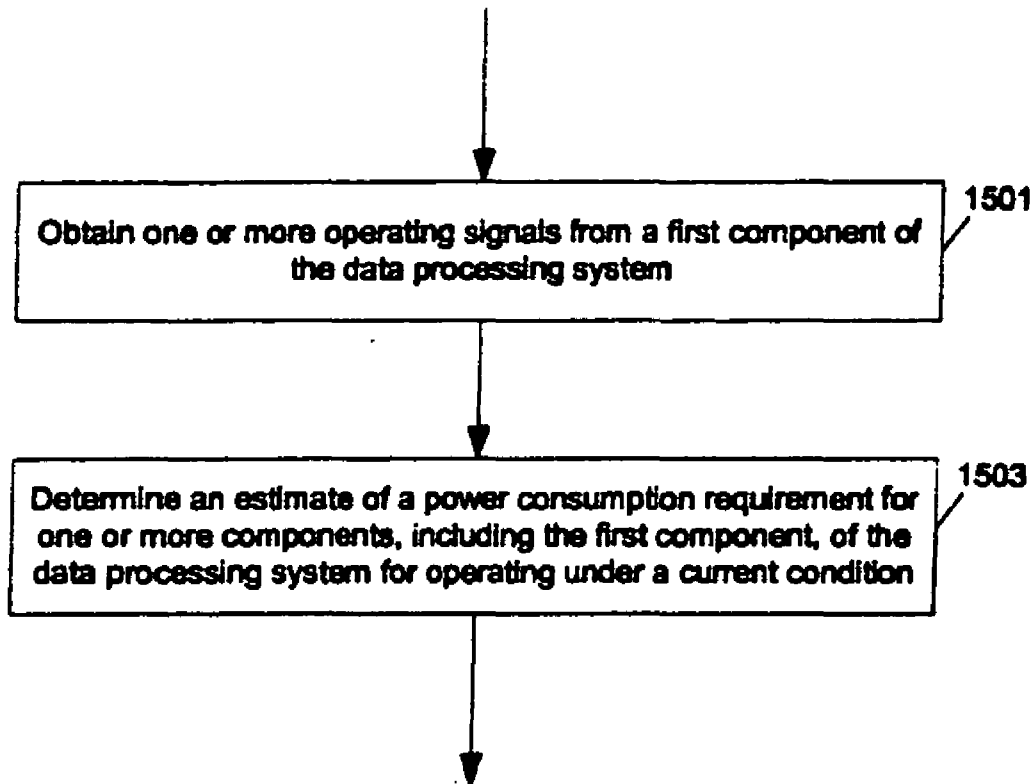 1501
Obtain one or more operating signals from a first component of
the data processing system
1503
Determine an estimate of a power consumption requirement for
one or more components, including the first component, of the
data processing system for operating under a current condition